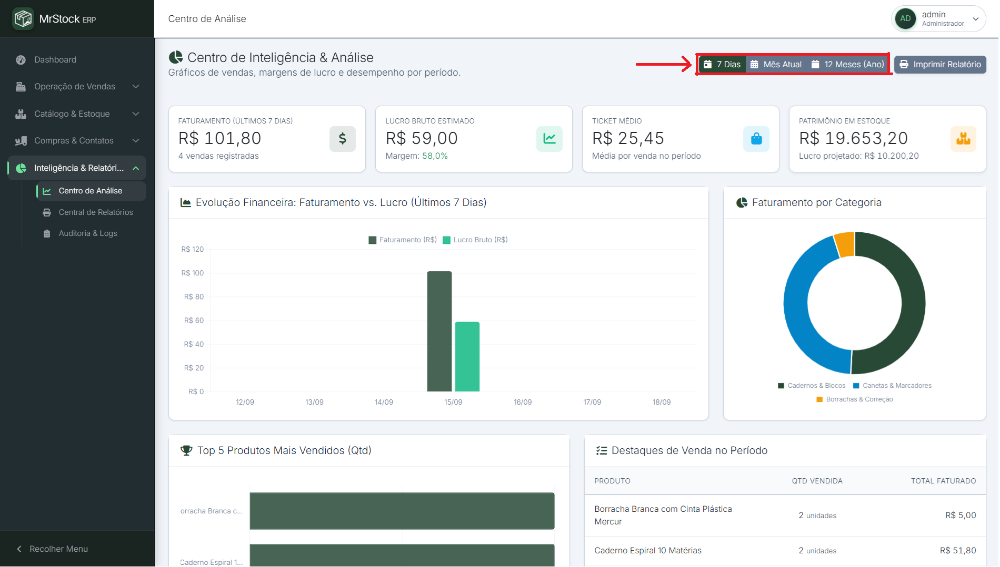 MrStock ERP
Centro de Análise
AD
admin
Administrador
Dashboard
Operação de Vendas
Catálogo & Estoque
Compras & Contatos
Inteligência & Relatóri...
Centro de Análise
Central de Relatórios
Auditoria & Logs
Recolher Menu
Centro de Inteligência & Análise
Gráficos de vendas, margens de lucro e desempenho por período.
7 Dias
Mês Atual
12 Meses (Ano)
Imprimir Relatório
FATURAMENTO (ÚLTIMOS 7 DIAS)
R$ 101,80
4 vendas registradas
LUCRO BRUTO ESTIMADO
R$ 59,00
Margem: 58,0%
TICKET MÉDIO
R$ 25,45
Média por venda no período
PATRIMÔNIO EM ESTOQUE
R$ 19.653,20
Lucro projetado: R$ 10.200,20
Evolução Financeira: Faturamento vs. Lucro (Últimos 7 Dias)
Faturamento (R$)
Lucro Bruto (R$)
R$ 120
R$ 100
R$ 80
R$ 60
R$ 40
R$ 20
R$ 0
12/09
13/09
14/09
15/09
16/09
17/09
18/09
Faturamento por Categoria
Cadernos & Blocos
Canetas & Marcadores
Borrachas & Correção
Top 5 Produtos Mais Vendidos (Qtd)
orracha Branca c...
Caderno Espiral 1...
Destaques de Venda no Período
PRODUTO
QTD VENDIDA
TOTAL FATURADO
Borracha Branca com Cinta Plástica
Mercur
2 unidades
R$ 5,00
Caderno Espiral 10 Matérias
2 unidades
R$ 51,80